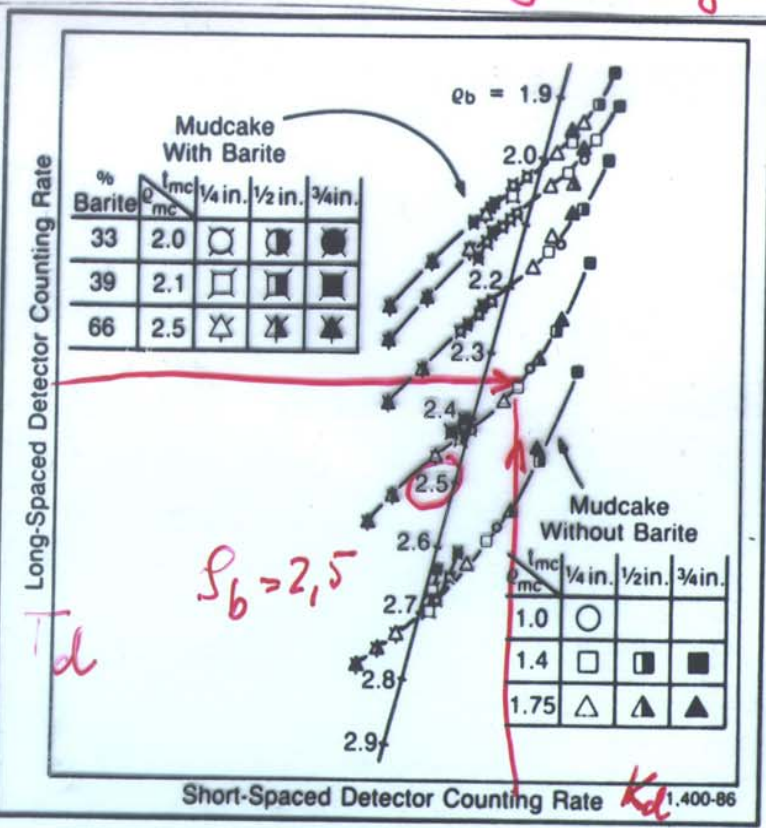 Long-Spaced Detector Counting Rate
ϱb = 1.9
2.0
2.2
2.3
2.4
2.5
2.6
2.7
2.8
2.9
Mudcake
With Barite
% Barite ϱmc tmc ¼ in. ½ in. ¾ in.
33 2.0
39 2.1
66 2.5
ρb = 2,5
Td
Mudcake
Without Barite
ϱmc tmc ¼ in. ½ in. ¾ in.
1.0
1.4
1.75
Short-Spaced Detector Counting Rate Kd 1.400-86